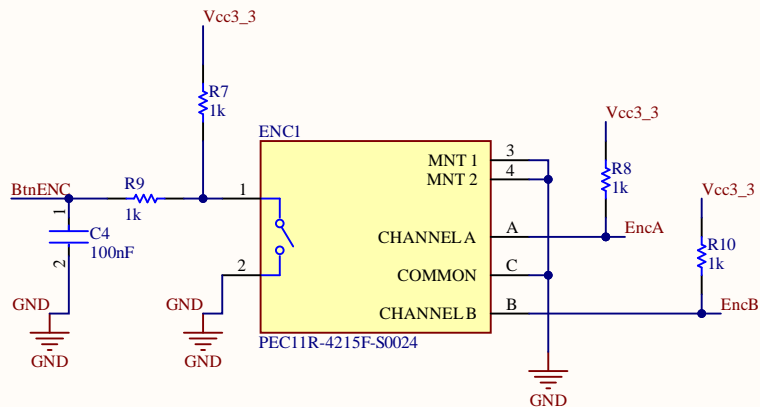 Vcc3_3
R7
1k
ENC1
BtnENC
R9
1k
1
C4
100nF
1
2
GND
GND
2
GND
GND
MNT 1
MNT 2
CHANNEL A
COMMON
CHANNEL B
3
4
A
C
B
PEC11R-4215F-S0024
Vcc3_3
R8
1k
EncA
Vcc3_3
R10
1k
EncB
GND